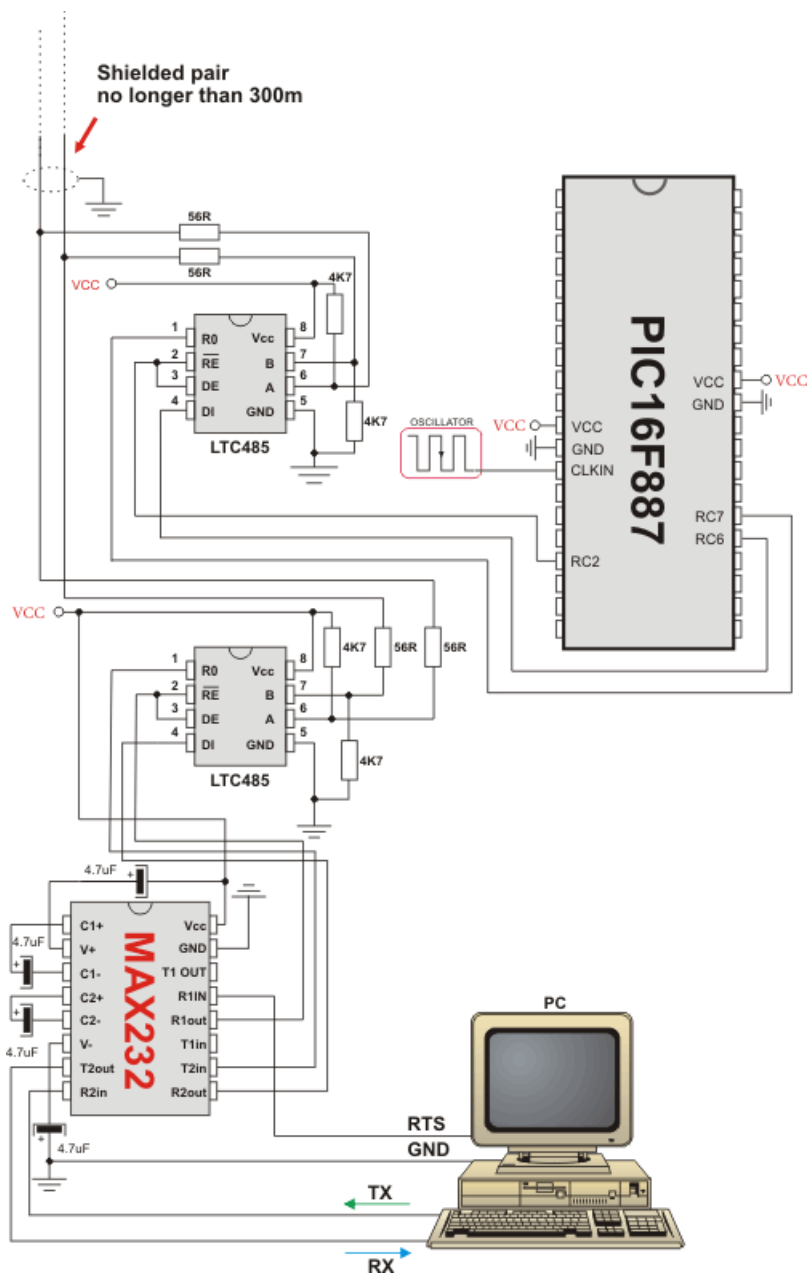 Shielded pair
no longer than 300m
56R
56R
VCC
4K7
1 R0 Vcc 8
2 RE B 7
3 DE A 6
4 DI GND 5
4K7
LTC485
PIC16F887
VCC VCC
GND
OSCILLATOR
VCC VCC
GND
CLKIN
RC7
RC6
RC2
VCC
4K7 56R 56R
1 R0 Vcc 8
2 RE B 7
3 DE A 6
4 DI GND 5
4K7
LTC485
4.7uF +
MAX232
C1+ Vcc
4.7uF
V+ GND
+
C1- T1 OUT
C2+ R1IN
+
C2- R1out
4.7uF
V- T1in
T2out T2in
R2in R2out
+
4.7uF
PC
RTS
GND
TX
RX